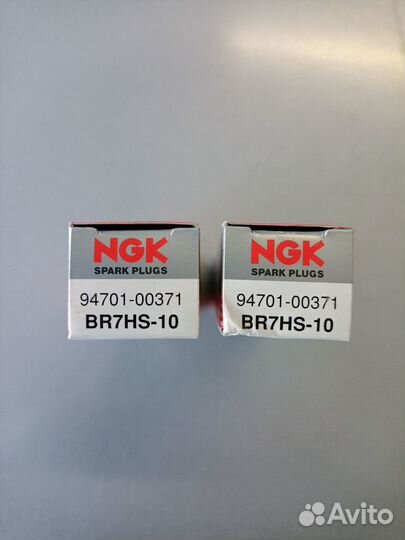 NGK
SPARK PLUGS
94701-00371
BR7HS-10
NGK
SPARK PLUGS
94701-00371
BR7HS-10
Avito